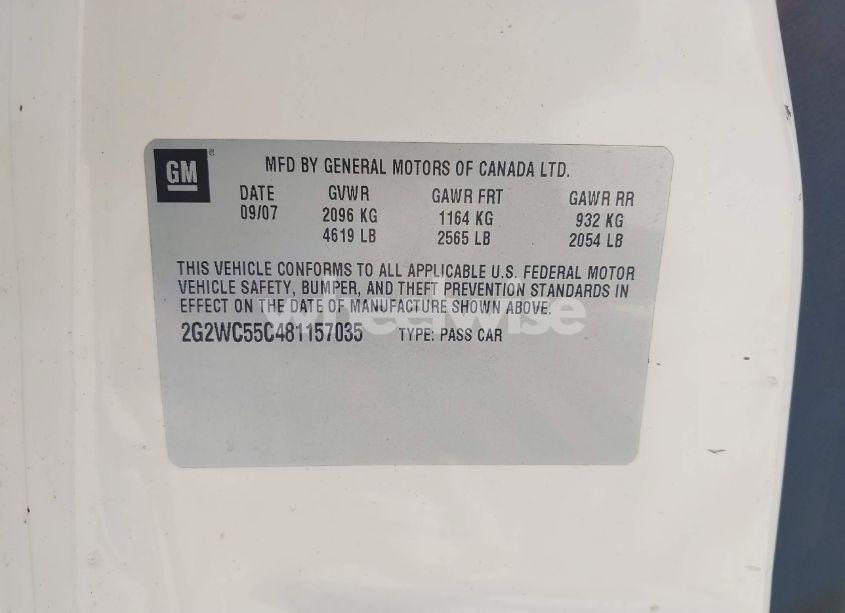 GM
MFD BY GENERAL MOTORS OF CANADA LTD.
DATE GVWR GAWR FRT GAWR RR
09/07 2096 KG 1164 KG 932 KG
4619 LB 2565 LB 2054 LB
THIS VEHICLE CONFORMS TO ALL APPLICABLE U.S. FEDERAL MOTOR
VEHICLE SAFETY, BUMPER, AND THEFT PREVENTION STANDARDS IN
EFFECT ON THE DATE OF MANUFACTURE SHOWN ABOVE.
wheelwise
2G2WC55C481157035 TYPE: PASS CAR